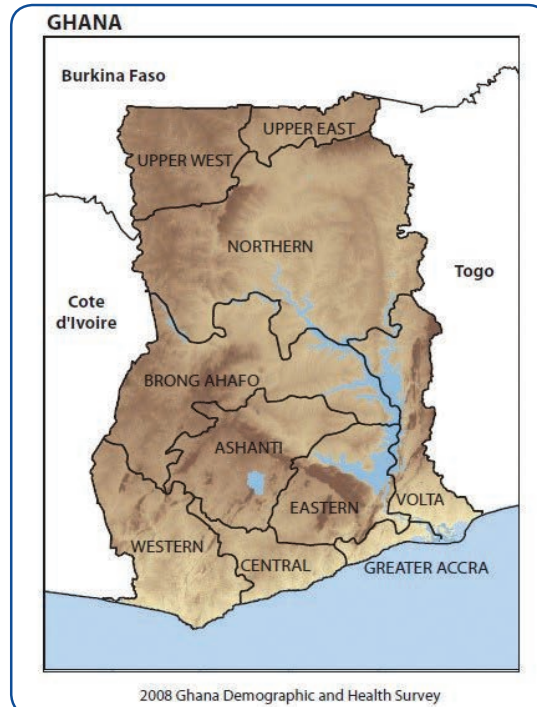 GHANA
Burkina Faso
UPPER EAST
UPPER WEST
NORTHERN
Togo
Cote
d'Ivoire
BRONG AHAFO
ASHANTI
EASTERN
VOLTA
WESTERN
CENTRAL
GREATER ACCRA
2008 Ghana Demographic and Health Survey